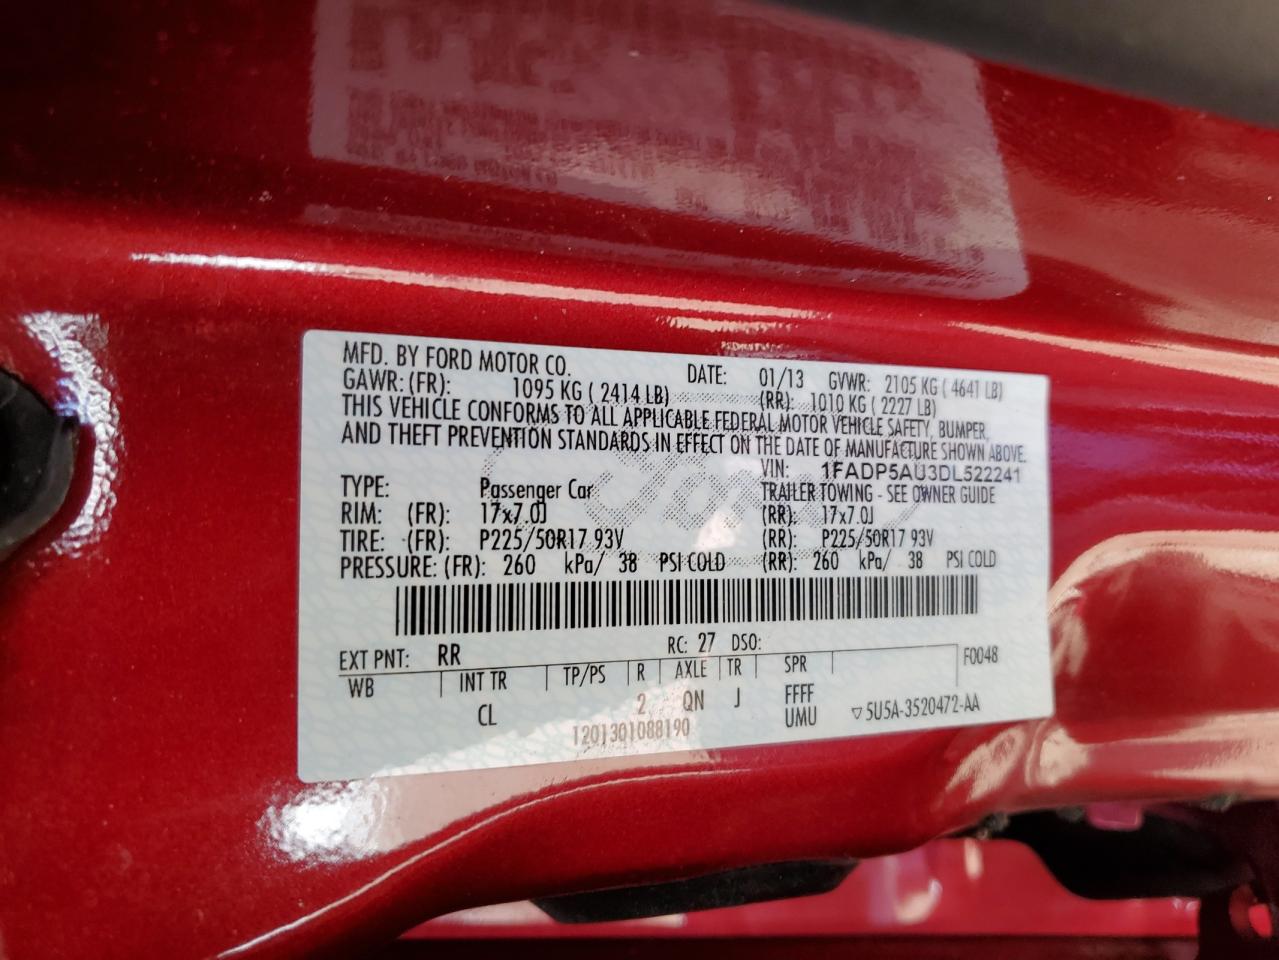 MFD. BY FORD MOTOR CO. DATE: 01/13 GVWR: 2105 KG ( 4641 LB)
GAWR: (FR): 1095 KG ( 2414 LB) (RR): 1010 KG ( 2227 LB)
THIS VEHICLE CONFORMS TO ALL APPLICABLE FEDERAL MOTOR VEHICLE SAFETY, BUMPER,
AND THEFT PREVENTION STANDARDS IN EFFECT ON THE DATE OF MANUFACTURE SHOWN ABOVE.
VIN: 1FADP5AU3DL522241
TYPE: Passenger Car TRAILER TOWING - SEE OWNER GUIDE
RIM: (FR): 17x7.0J (RR): 17x7.0J
TIRE: (FR): P225/50R17 93V (RR): P225/50R17 93V
PRESSURE: (FR): 260 kPa/ 38 PSI COLD (RR): 260 kPa/ 38 PSI COLD
EXT PNT: RR RC: 27 DSO: F0048
WB INT TR TP/PS R AXLE TR SPR
CL 2 QN J FFFF
UMU ▽5U5A-3520472-AA
1201301088190